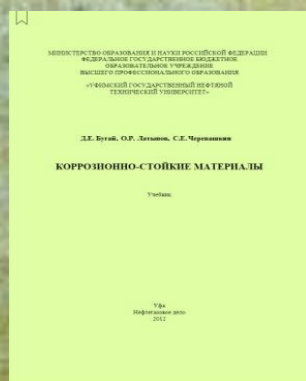 МИНИСТЕРСТВО ОБРАЗОВАНИЯ И НАУКИ РОССИЙСКОЙ ФЕДЕРАЦИИ
ФЕДЕРАЛЬНОЕ ГОСУДАРСТВЕННОЕ БЮДЖЕТНОЕ
ОБРАЗОВАТЕЛЬНОЕ УЧРЕЖДЕНИЕ
ВЫСШЕГО ПРОФЕССИОНАЛЬНОГО ОБРАЗОВАНИЯ
«УФИМСКИЙ ГОСУДАРСТВЕННЫЙ НЕФТЯНОЙ
ТЕХНИЧЕСКИЙ УНИВЕРСИТЕТ»
Д.Е. Бугай, О.Р. Латыпов, С.Е. Черепашкин
КОРРОЗИОННО-СТОЙКИЕ МАТЕРИАЛЫ
Учебник
Уфа
Нефтегазовое дело
2012